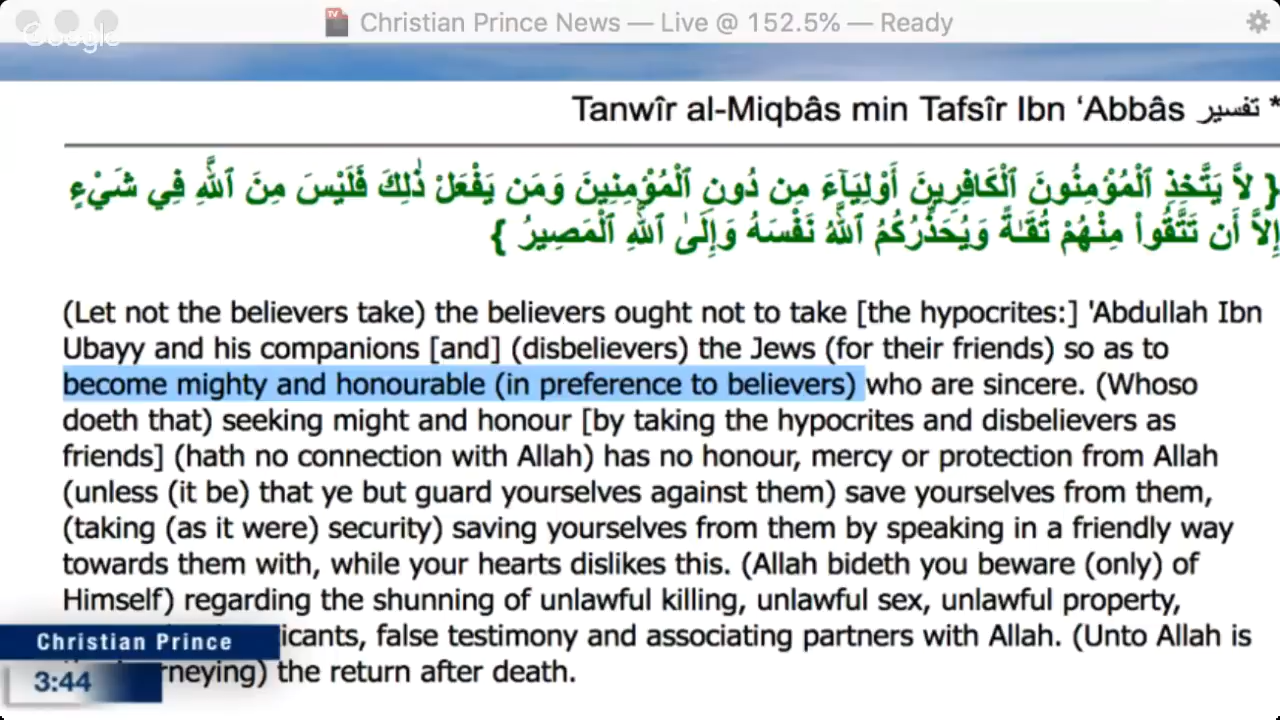 Google
Christian Prince News — Live @ 152.5% — Ready
Tanwîr al-Miqbâs min Tafsîr Ibn ‘Abbâs تفسير *
{ لاَّ يَتَّخِذِ ٱلْمُؤْمِنُونَ ٱلْكَافِرِينَ أَوْلِيَآءَ مِن دُونِ ٱلْمُؤْمِنِينَ وَمَن يَفْعَلْ ذٰلِكَ فَلَيْسَ مِنَ ٱللَّهِ فِي شَيْءٍ
إِلاَّ أَن تَتَّقُواْ مِنْهُمْ تُقَـٰةً وَيُحَذِّرُكُمُ ٱللَّهُ نَفْسَهُ وَإِلَىٰ ٱللَّهِ ٱلْمَصِيرُ }
(Let not the believers take) the believers ought not to take [the hypocrites:] 'Abdullah Ibn
Ubayy and his companions [and] (disbelievers) the Jews (for their friends) so as to
become mighty and honourable (in preference to believers) who are sincere. (Whoso
doeth that) seeking might and honour [by taking the hypocrites and disbelievers as
friends] (hath no connection with Allah) has no honour, mercy or protection from Allah
(unless (it be) that ye but guard yourselves against them) save yourselves from them,
(taking (as it were) security) saving yourselves from them by speaking in a friendly way
towards them with, while your hearts dislikes this. (Allah bideth you beware (only) of
Himself) regarding the shunning of unlawful killing, unlawful sex, unlawful property,
icants, false testimony and associating partners with Allah. (Unto Allah is
rneying) the return after death.
Christian Prince
3:44